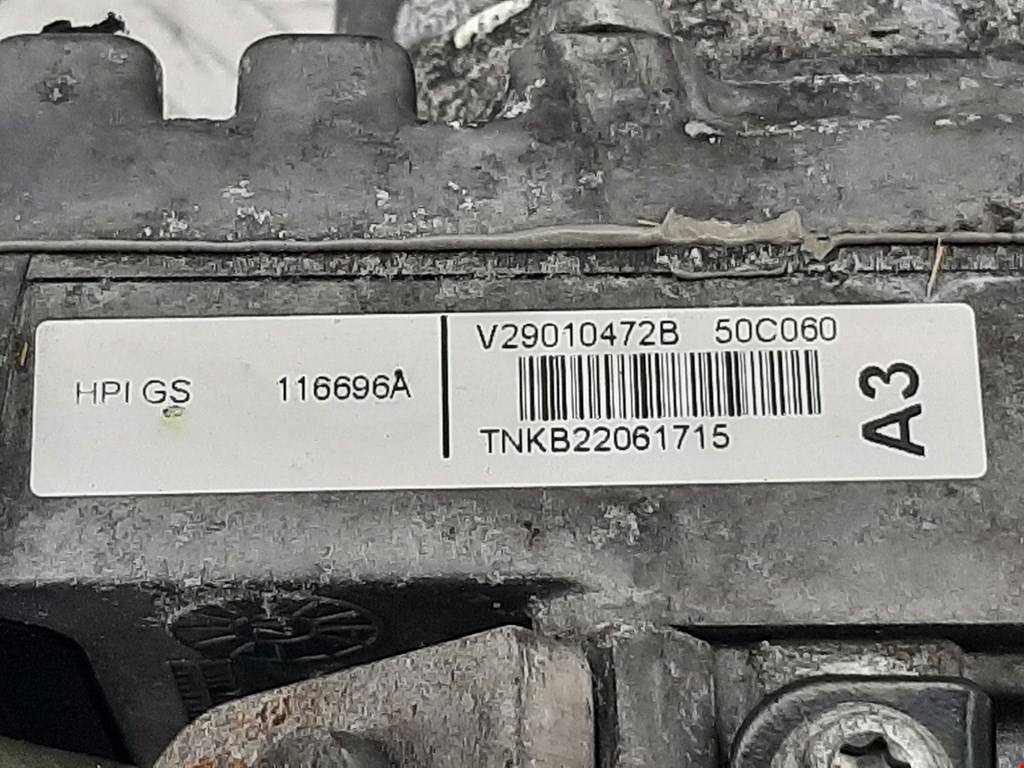 HPI GS 116696A
V29010472B 50C060
TNKB22061715
A3